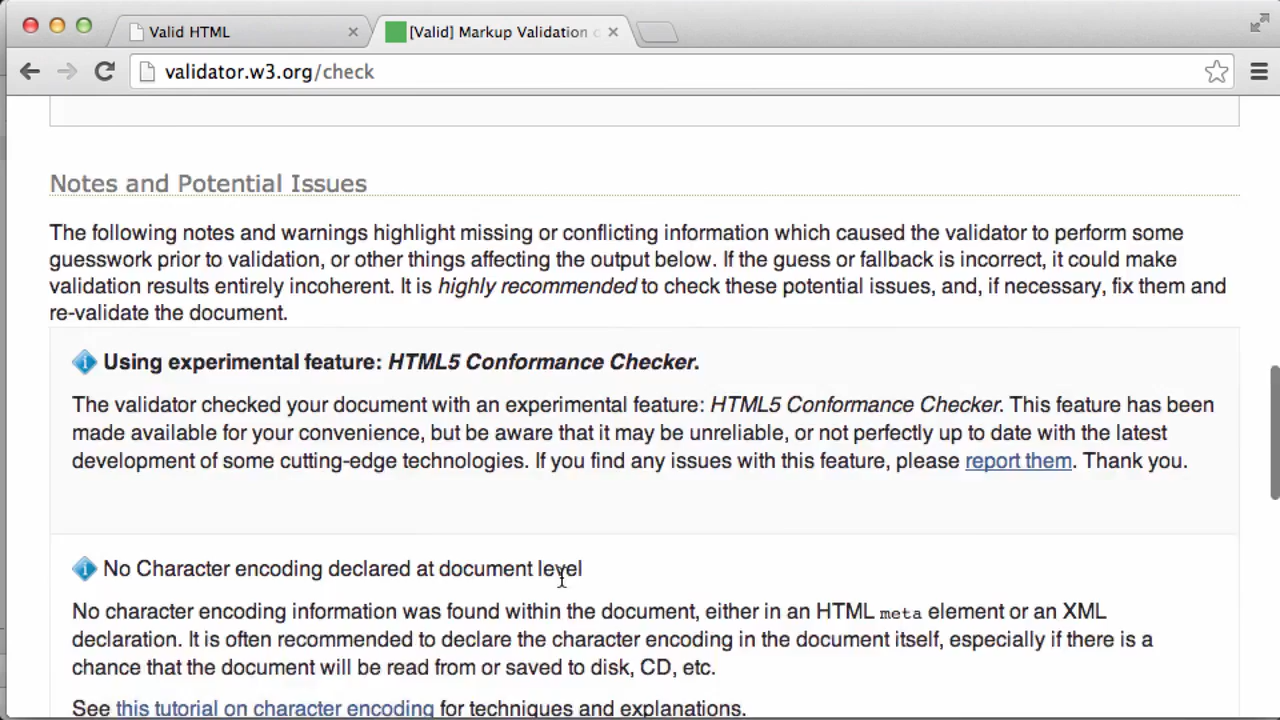 Valid HTML
[Valid] Markup Validation
validator.w3.org/check
Notes and Potential Issues
The following notes and warnings highlight missing or conflicting information which caused the validator to perform some
guesswork prior to validation, or other things affecting the output below. If the guess or fallback is incorrect, it could make
validation results entirely incoherent. It is highly recommended to check these potential issues, and, if necessary, fix them and
re-validate the document.
Using experimental feature: HTML5 Conformance Checker.
The validator checked your document with an experimental feature: HTML5 Conformance Checker. This feature has been
made available for your convenience, but be aware that it may be unreliable, or not perfectly up to date with the latest
development of some cutting-edge technologies. If you find any issues with this feature, please report them. Thank you.
No Character encoding declared at document level
No character encoding information was found within the document, either in an HTML meta element or an XML
declaration. It is often recommended to declare the character encoding in the document itself, especially if there is a
chance that the document will be read from or saved to disk, CD, etc.
See this tutorial on character encoding for techniques and explanations.